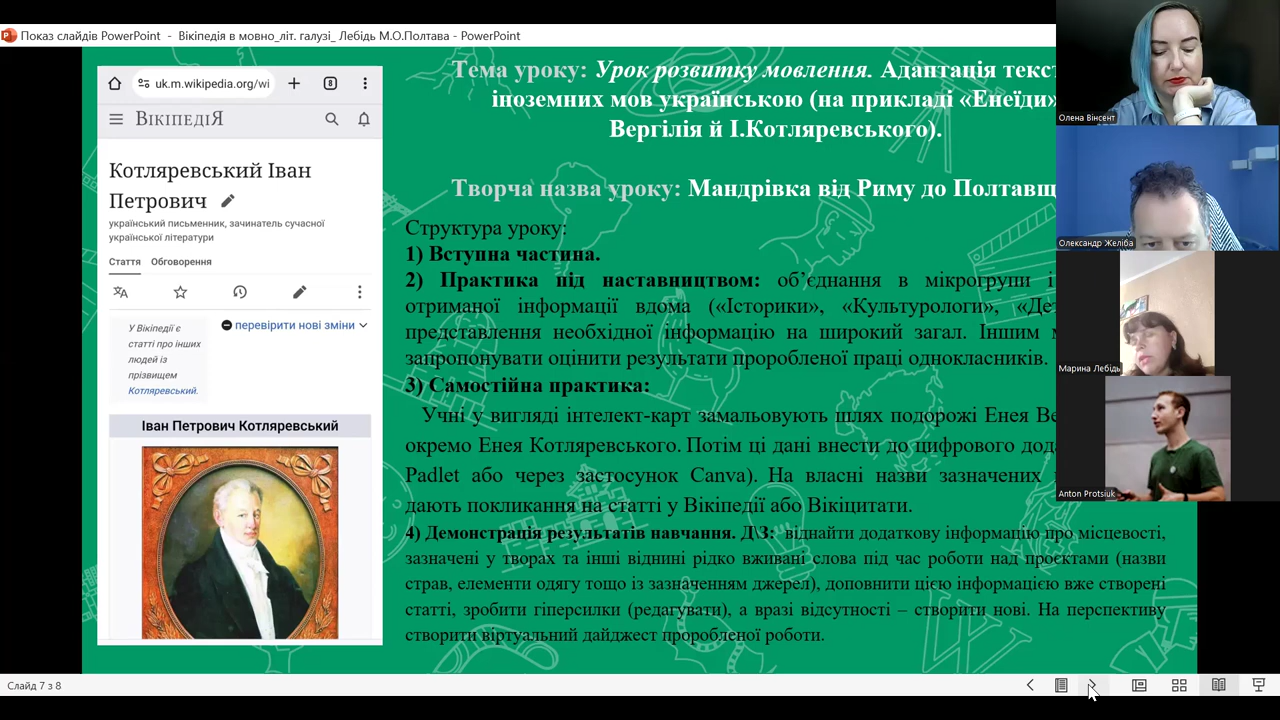 Показ слайдів PowerPoint - Вікіпедія в мовно_літ. галузі_ Лебідь М.О.Полтава - PowerPoint
uk.m.wikipedia.org/wi
8
ВІКІПЕДІЯ
Котляревський Іван
Петрович
український письменник, зачинатель сучасної
української літератури
Стаття Обговорення
У Вікіпедії є
статті про інших
людей із
прізвищем
Котляревський.
перевірити нові зміни
Іван Петрович Котляревський
Тема уроку: Урок розвитку мовлення. Адаптація текст
іноземних мов українською (на прикладі «Енеїди»
Вергілія й І.Котляревського).
Творча назва уроку: Мандрівка від Риму до Полтавщ
Структура уроку:
1) Вступна частина.
2) Практика під наставництвом: об’єднання в мікрогрупи і
отриманої інформації вдома («Історики», «Культурологи», «Де
представлення необхідної інформацію на широкий загал. Іншим м
запропонувати оцінити результати проробленої праці однокласників.
3) Самостійна практика:
Учні у вигляді інтелект-карт замальовують шлях подорожі Енея Ве
окремо Енея Котляревського. Потім ці дані внести до цифрового дода
Padlet або через застосунок Canva). На власні назви зазначених
дають покликання на статті у Вікіпедії або Вікіцитати.
4) Демонстрація результатів навчання. Д\З: віднайти додаткову інформацію про місцевості,
зазначені у творах та інші віднині рідко вживані слова під час роботи над проєктами (назви
страв, елементи одягу тощо із зазначенням джерел), доповнити цією інформацією вже створені
статті, зробити гіперсилки (редагувати), а вразі відсутності – створити нові. На перспективу
створити віртуальний дайджест проробленої роботи.
Олена Вінсент
Олександр Желіба
Марина Лебідь
Anton Protsiuk
Слайд 7 з 8